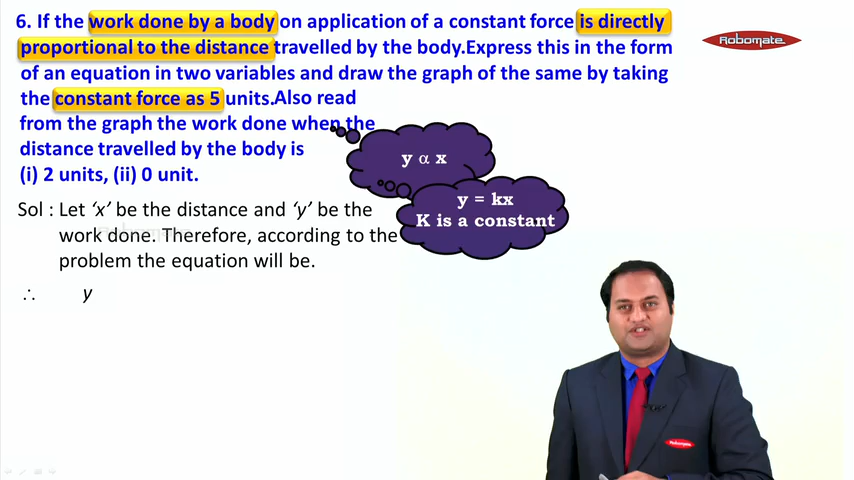 6. If the work done by a body on application of a constant force is directly
proportional to the distance travelled by the body.Express this in the form
of an equation in two variables and draw the graph of the same by taking
the constant force as 5 units.Also read
from the graph the work done when the
distance travelled by the body is
(i) 2 units, (ii) 0 unit.
Robomate
y α x
y = kx
K is a constant
Sol : Let ‘x’ be the distance and ‘y’ be the
work done. Therefore, according to the
problem the equation will be.
∴ y
Robomate
Robomate